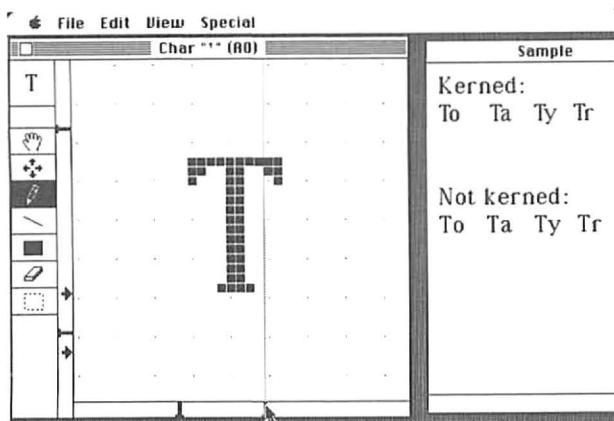 File Edit View Special
Char "†" (A0)
Sample
T
Kerned:
To Ta Ty Tr
Not kerned:
To Ta Ty Tr